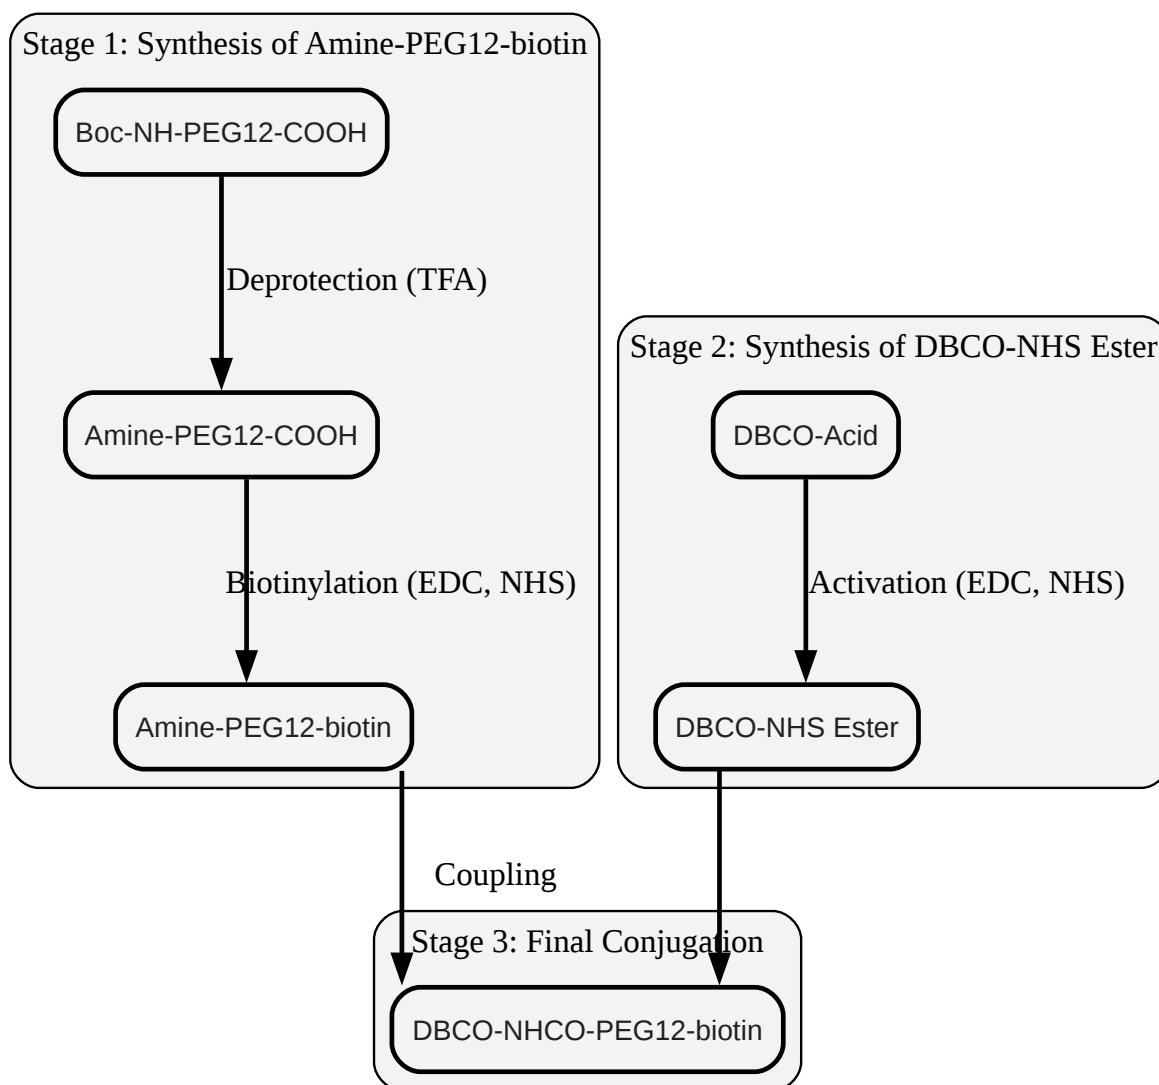 Stage 1: Synthesis of Amine-PEG12-biotin
Boc-NH-PEG12-COOH
Deprotection (TFA)
Amine-PEG12-COOH
Biotinylation (EDC, NHS)
Amine-PEG12-biotin
Stage 2: Synthesis of DBCO-NHS Ester
DBCO-Acid
Activation (EDC, NHS)
DBCO-NHS Ester
Coupling
Stage 3: Final Conjugation
DBCO-NHCO-PEG12-biotin